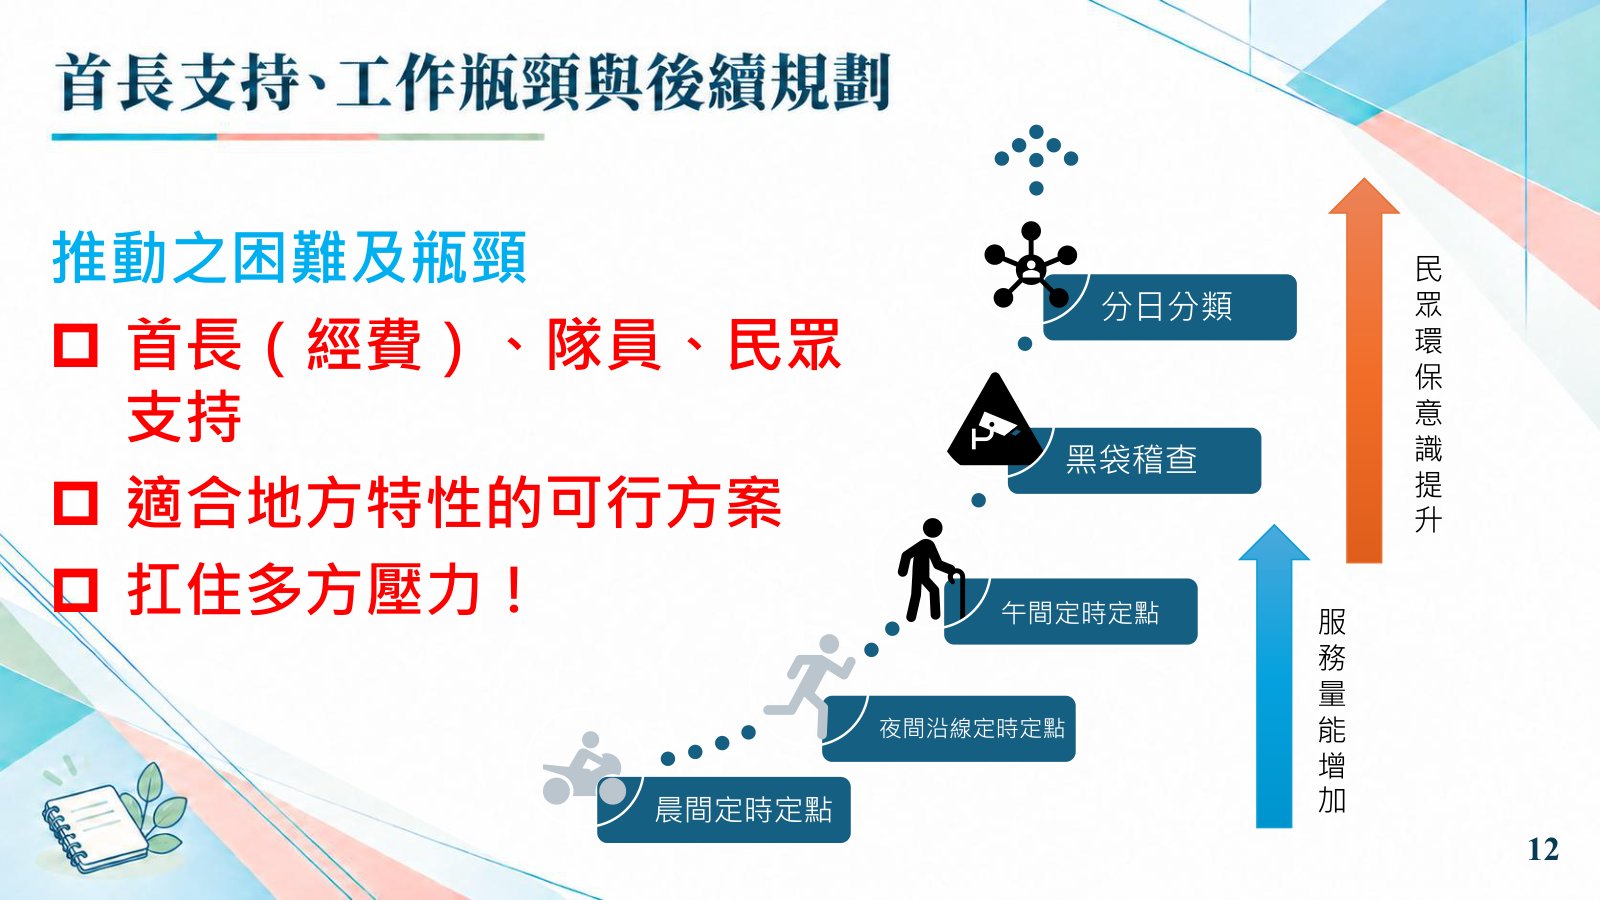 首長支持、工作瓶頸與後續規劃
推動之困難及瓶頸
首長（經費）、隊員、民眾
支持
適合地方特性的可行方案
扛住多方壓力！
分日分類
黑袋稽查
午間定時定點
夜間沿線定時定點
晨間定時定點
民眾環保意識提升
服務量能增加
12